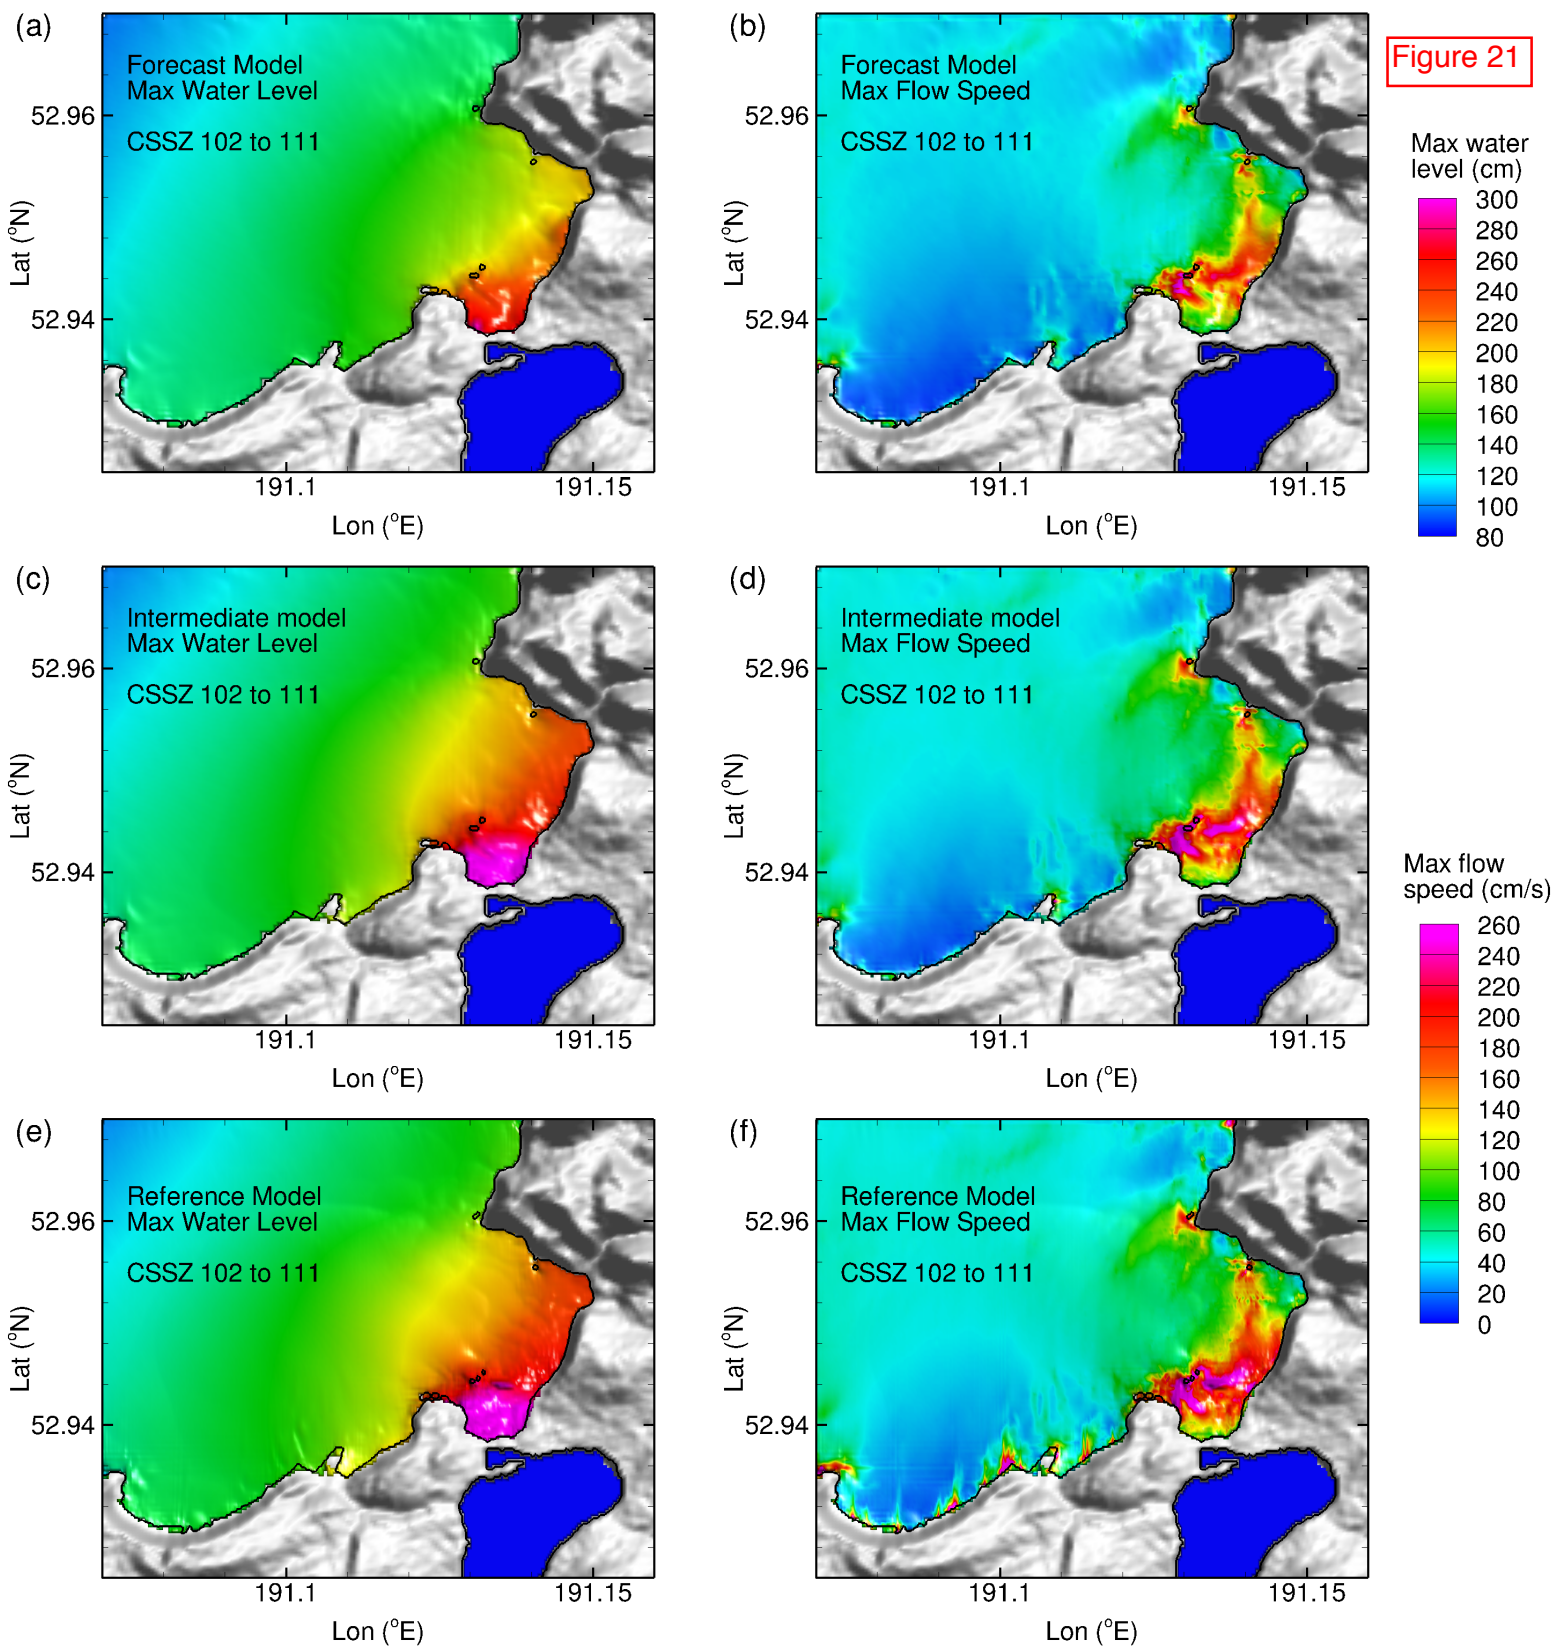 (a)
Forecast Model
Max Water Level
CSSZ 102 to 111
52.96
52.94
Lat (°N)
191.1
191.15
Lon (°E)
(b)
Forecast Model
Max Flow Speed
CSSZ 102 to 111
52.96
52.94
Lat (°N)
191.1
191.15
Lon (°E)
Figure 21
Max water
level (cm)
300
280
260
240
220
200
180
160
140
120
100
80
(c)
Intermediate model
Max Water Level
CSSZ 102 to 111
52.96
52.94
Lat (°N)
191.1
191.15
Lon (°E)
(d)
Intermediate model
Max Flow Speed
CSSZ 102 to 111
52.96
52.94
Lat (°N)
191.1
191.15
Lon (°E)
Max flow
speed (cm/s)
260
240
220
200
180
160
140
120
100
80
60
40
20
0
(e)
Reference Model
Max Water Level
CSSZ 102 to 111
52.96
52.94
Lat (°N)
191.1
191.15
Lon (°E)
(f)
Reference Model
Max Flow Speed
CSSZ 102 to 111
52.96
52.94
Lat (°N)
191.1
191.15
Lon (°E)